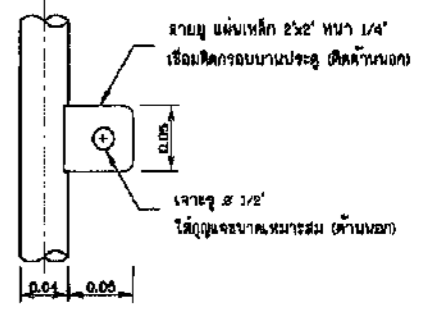 สายยู แผ่นเหล็ก 2"x2" หนา 1/4"
เชื่อมติดกรอบบานประตู (ติดด้านนอก)
0.05
เจาะรู ø 1/2"
ใส่กุญแจขนาดเหมาะสม (ด้านนอก)
0.04 0.05